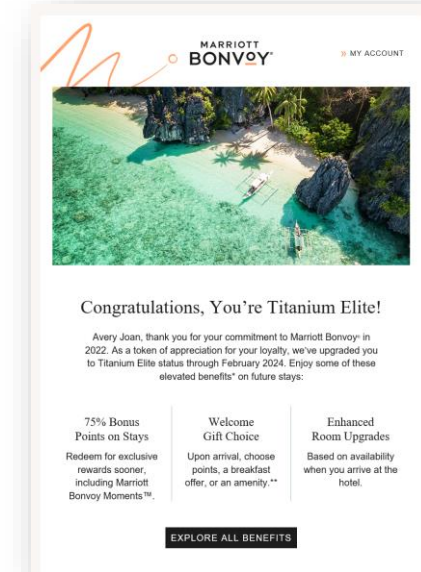 MARRIOTT
BONVOY®
» MY ACCOUNT
Congratulations, You’re Titanium Elite!
Avery Joan, thank you for your commitment to Marriott Bonvoy® in
2022. As a token of appreciation for your loyalty, we’ve upgraded you
to Titanium Elite status through February 2024. Enjoy some of these
elevated benefits* on future stays:
75% Bonus
Points on Stays
Redeem for exclusive
rewards sooner,
including Marriott
Bonvoy Moments™.
Welcome
Gift Choice
Upon arrival, choose
points, a breakfast
offer, or an amenity.**
Enhanced
Room Upgrades
Based on availability
when you arrive at the
hotel.
EXPLORE ALL BENEFITS